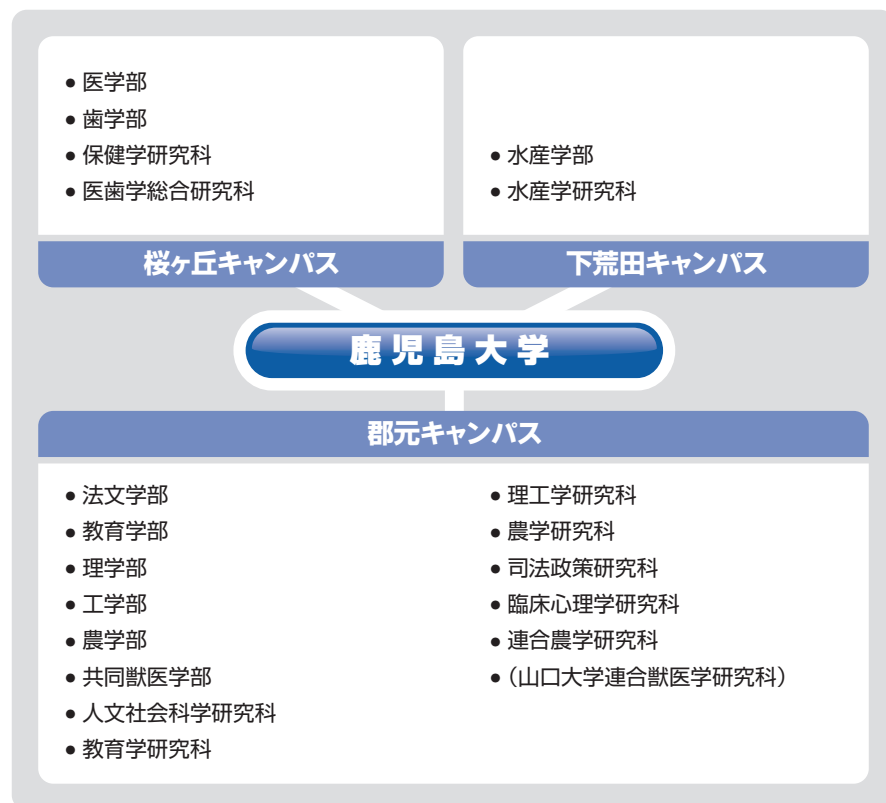 ● 医学部
● 歯学部
● 保健学研究科
● 医歯学総合研究科
桜ヶ丘キャンパス
● 水産学部
● 水産学研究科
下荒田キャンパス
鹿児島大学
郡元キャンパス
● 法文学部
● 教育学部
● 理学部
● 工学部
● 農学部
● 共同獣医学部
● 人文社会科学研究科
● 教育学研究科
● 理工学研究科
● 農学研究科
● 司法政策研究科
● 臨床心理学研究科
● 連合農学研究科
●（山口大学連合獣医学研究科）